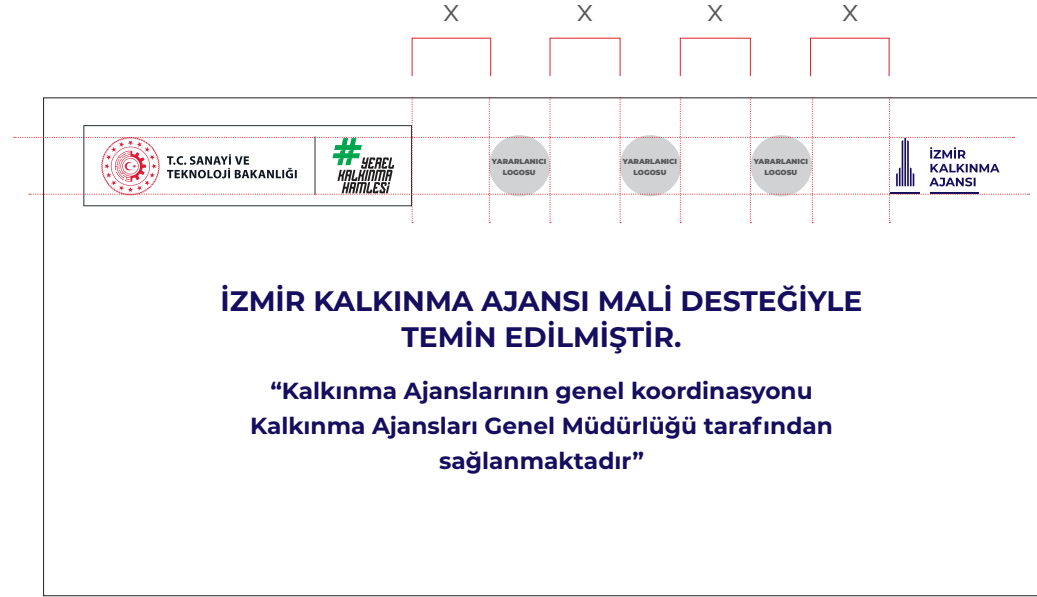 X X X X
T.C. SANAYİ VE
TEKNOLOJİ BAKANLIĞI
#YEREL
KALKINMA
HAMLESİ
YARARLANICI
LOGOSU
YARARLANICI
LOGOSU
YARARLANICI
LOGOSU
İZMİR
KALKINMA
AJANSI
İZMİR KALKINMA AJANSI MALİ DESTEĞİYLE
TEMİN EDİLMİŞTİR.
“Kalkınma Ajanslarının genel koordinasyonu
Kalkınma Ajansları Genel Müdürlüğü tarafından
sağlanmaktadır”